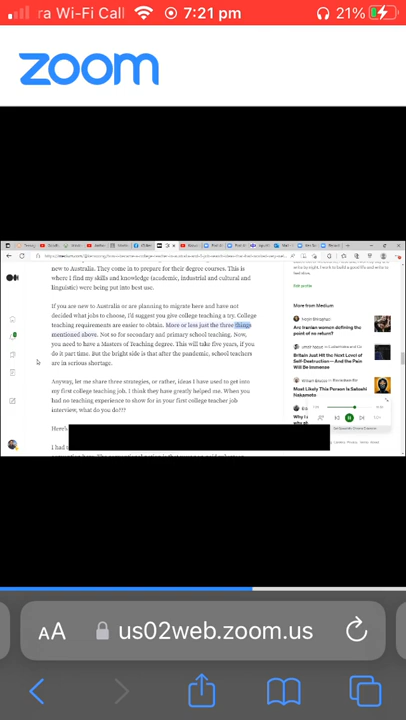 ra Wi-Fi Call 7:21 pm 21%
zoom
new to Australia. They come in to prepare for their degree courses. This is
where I find my skills and knowledge (academic, industrial and cultural and
linguistic) were being put into best use.
If you are new to Australia or are planning to migrate here and have not
decided what jobs to choose, I'd suggest you give college teaching a try. College
teaching requirements are easier to obtain. More or less just the three things
mentioned above. Not so for secondary and primary school teaching. Now,
you need to have a Masters of Teaching degree. This will take five years, if you
do it part time. But the bright side is that after the pandemic, school teachers
are in serious shortage.
Anyway, let me share three strategies, or rather, ideas I have used to get into
my first college teaching job. I think they have greatly helped me. When you
had no teaching experience to show for in your first college teacher job
interview, what do you do???
Here's
I had
Edit profile
More from Medium
Are Iranian women defining the
point of no return?
Britain Just Hit the Next Level of
Self-Destruction—And the Pain
Will Be Immense
Most Likely This Person Is Satoshi
Nakamoto
Why i
AA us02web.zoom.us